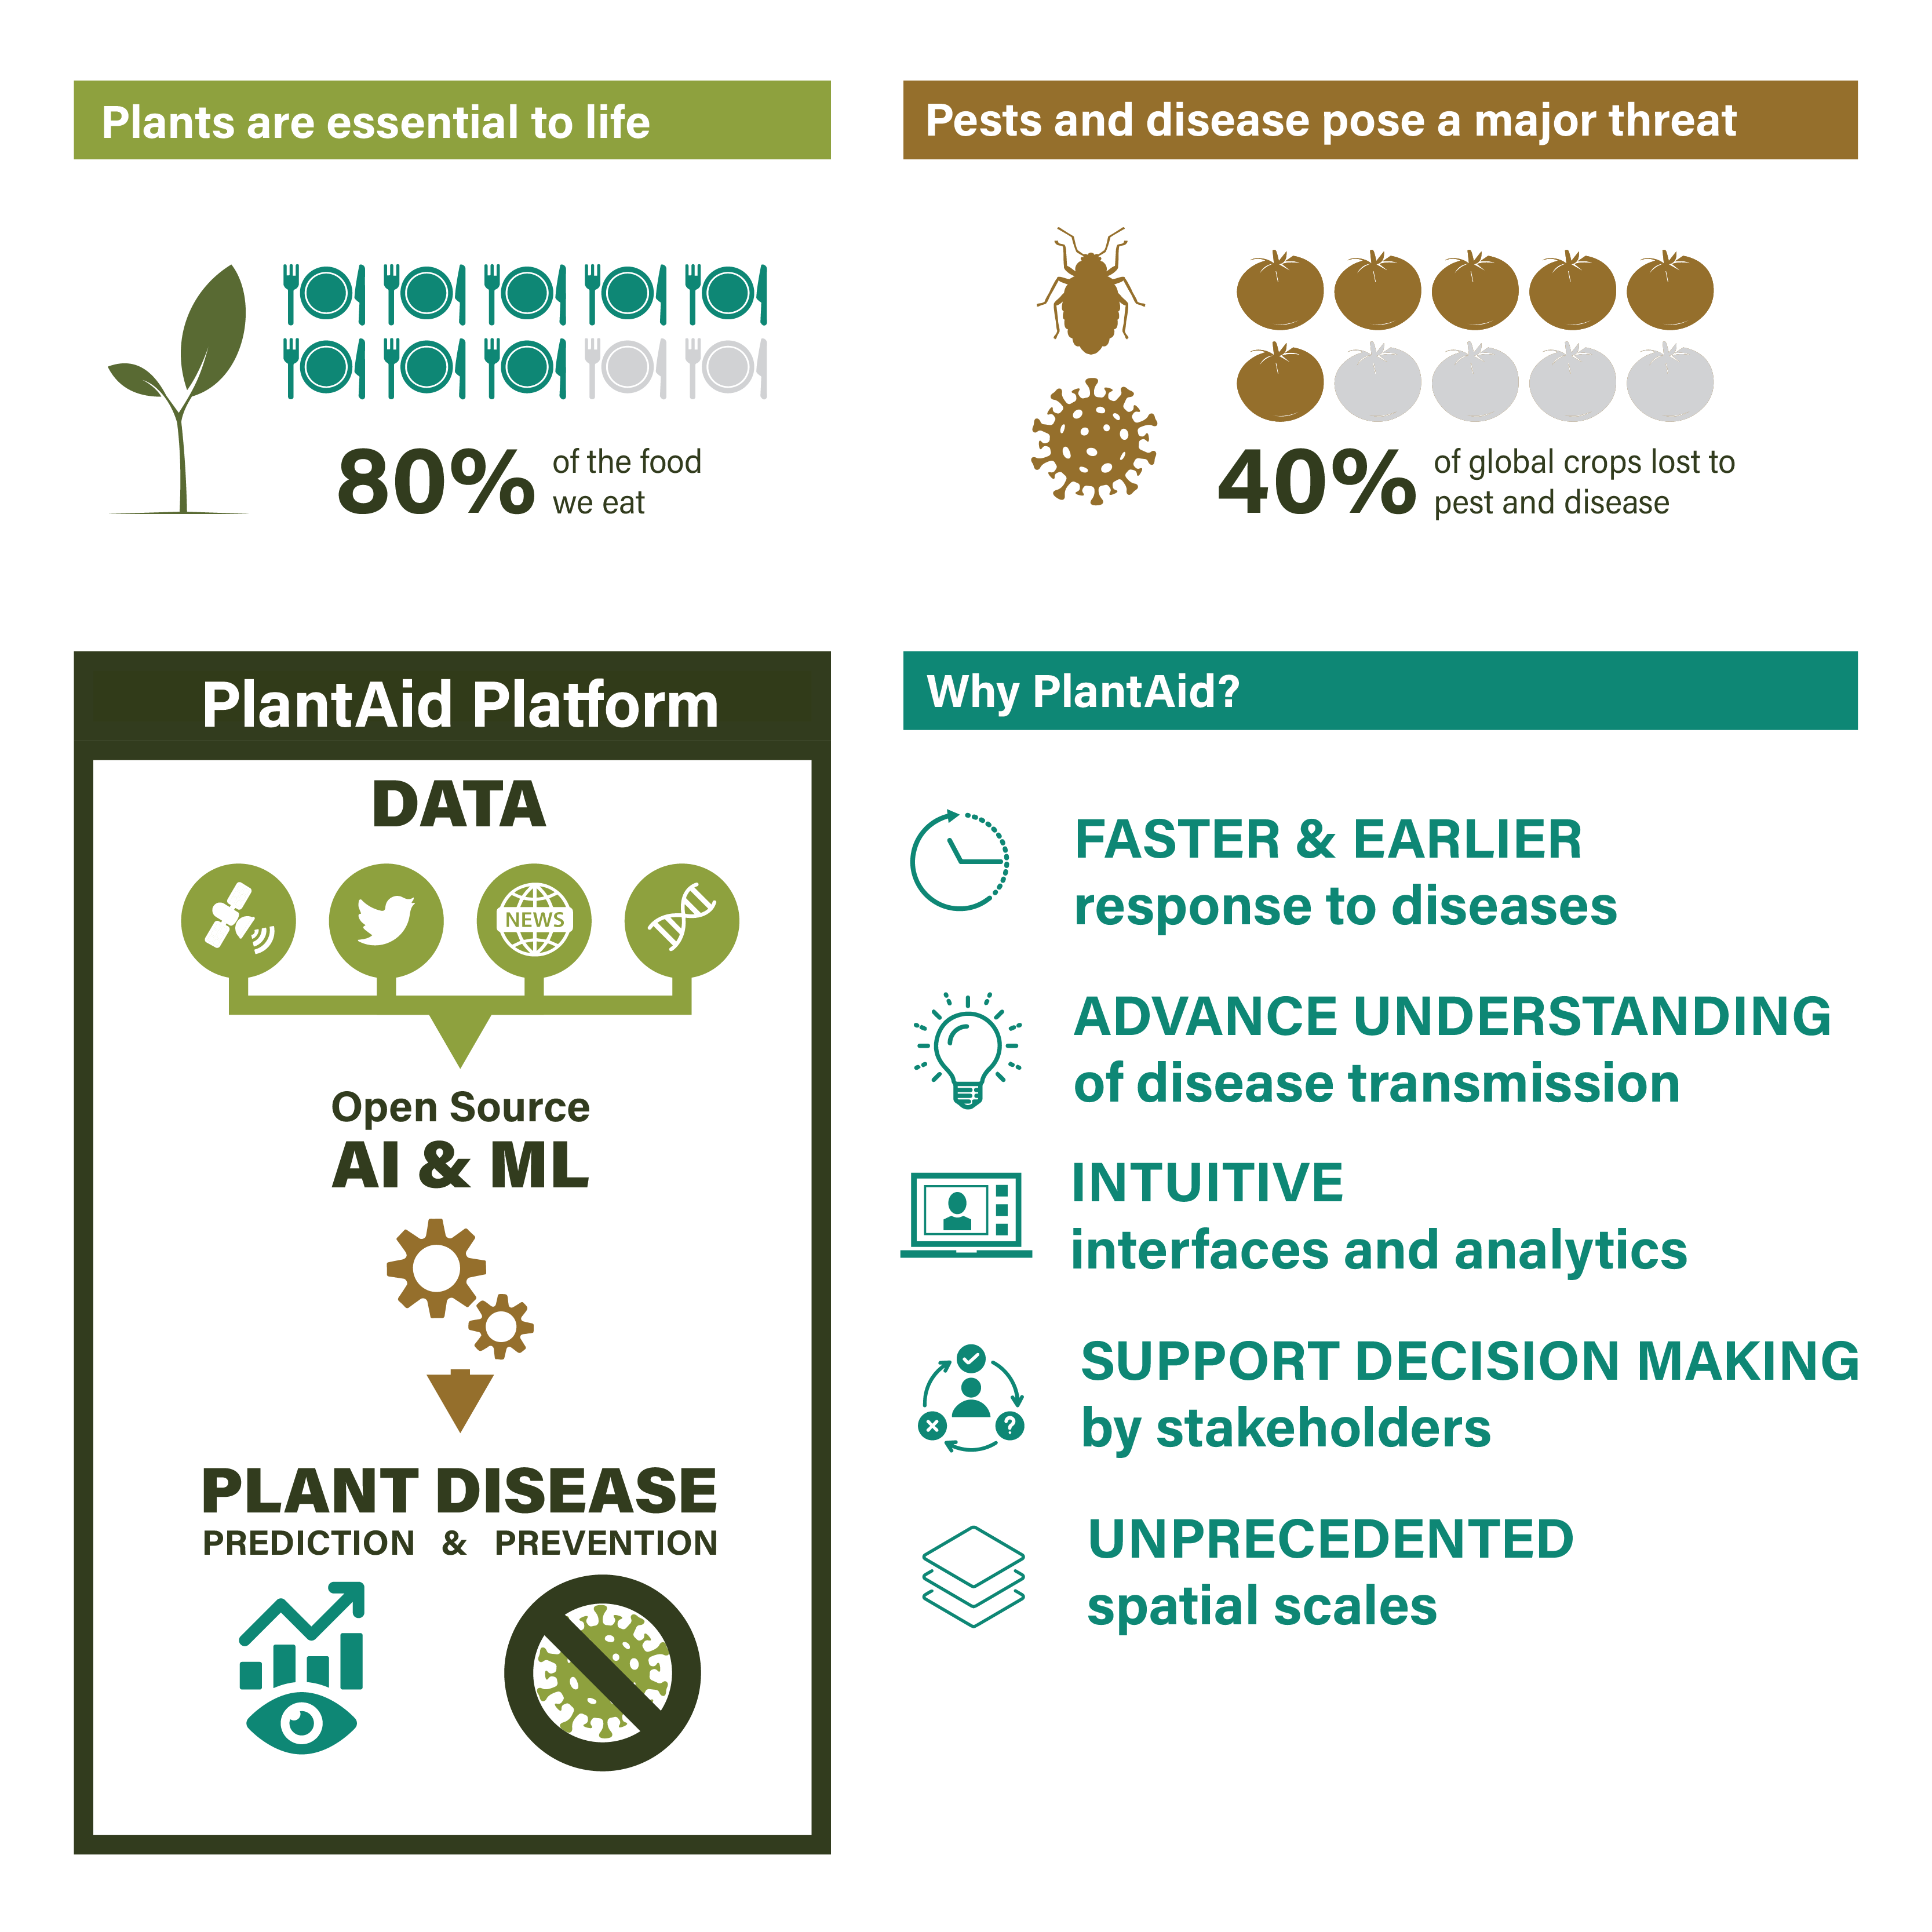 Plants are essential to life
80% of the food
we eat
Pests and disease pose a major threat
40% of global crops lost to
pest and disease
PlantAid Platform
DATA
NEWS
Open Source
AI & ML
PLANT DISEASE
PREDICTION & PREVENTION
Why PlantAid?
FASTER & EARLIER
response to diseases
ADVANCE UNDERSTANDING
of disease transmission
INTUITIVE
interfaces and analytics
SUPPORT DECISION MAKING
?
by stakeholders
UNPRECEDENTED
spatial scales